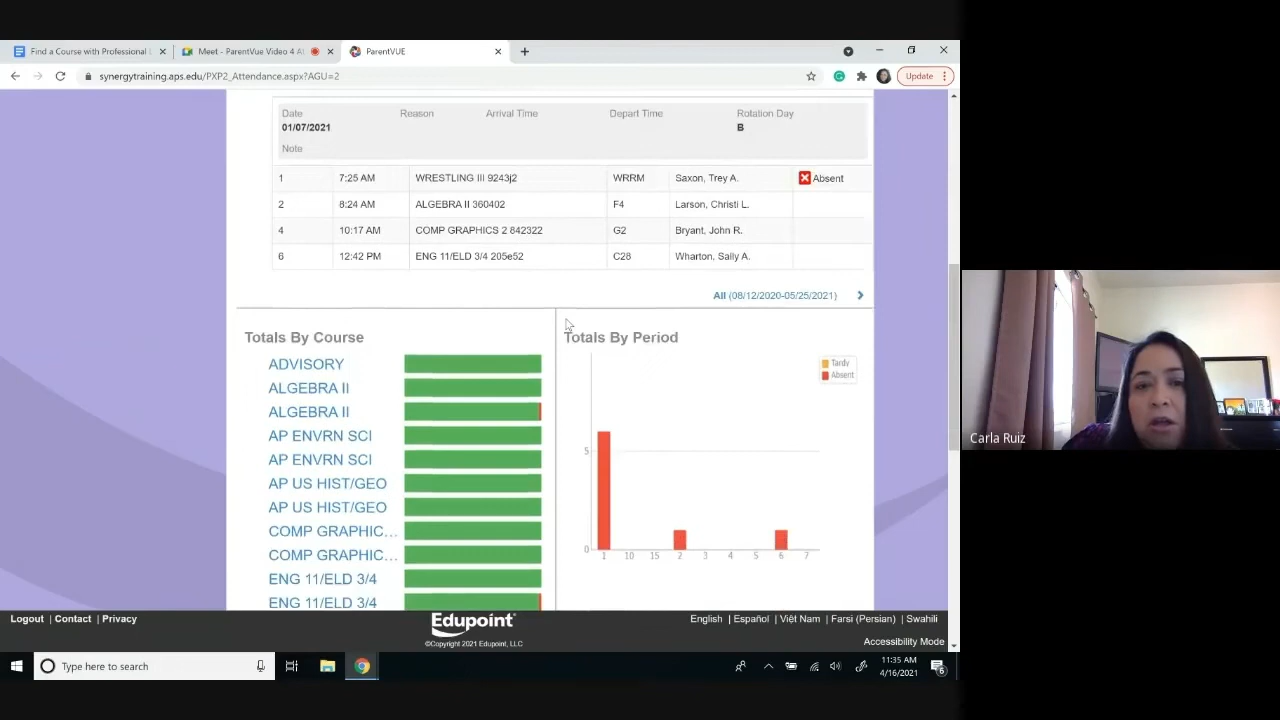 Find a Course with Professional
Meet - ParentVue Video 4 At
ParentVUE
synergytraining.aps.edu/PXP2_Attendance.aspx?AGU=2
Update
Date Reason Arrival Time Depart Time Rotation Day
01/07/2021 B
Note
1 7:25 AM WRESTLING III 9243j2 WRRM Saxon, Trey A. Absent
2 8:24 AM ALGEBRA II 360402 F4 Larson, Christi L.
4 10:17 AM COMP GRAPHICS 2 842322 G2 Bryant, John R.
6 12:42 PM ENG 11/ELD 3/4 205e52 C28 Wharton, Sally A.
All (08/12/2020-05/25/2021)
Totals By Course
ADVISORY
ALGEBRA II
ALGEBRA II
AP ENVRN SCI
AP ENVRN SCI
AP US HIST/GEO
AP US HIST/GEO
COMP GRAPHIC...
COMP GRAPHIC...
ENG 11/ELD 3/4
ENG 11/ELD 3/4
Totals By Period
Tardy
Absent
5
0
1 10 15 2 3 4 5 6 7
Carla Ruiz
Logout | Contact | Privacy
Edupoint
©Copyright 2021 Edupoint, LLC
English | Español | Việt Nam | Farsi (Persian) | Swahili
Accessibility Mode
Type here to search
11:35 AM
4/16/2021
6